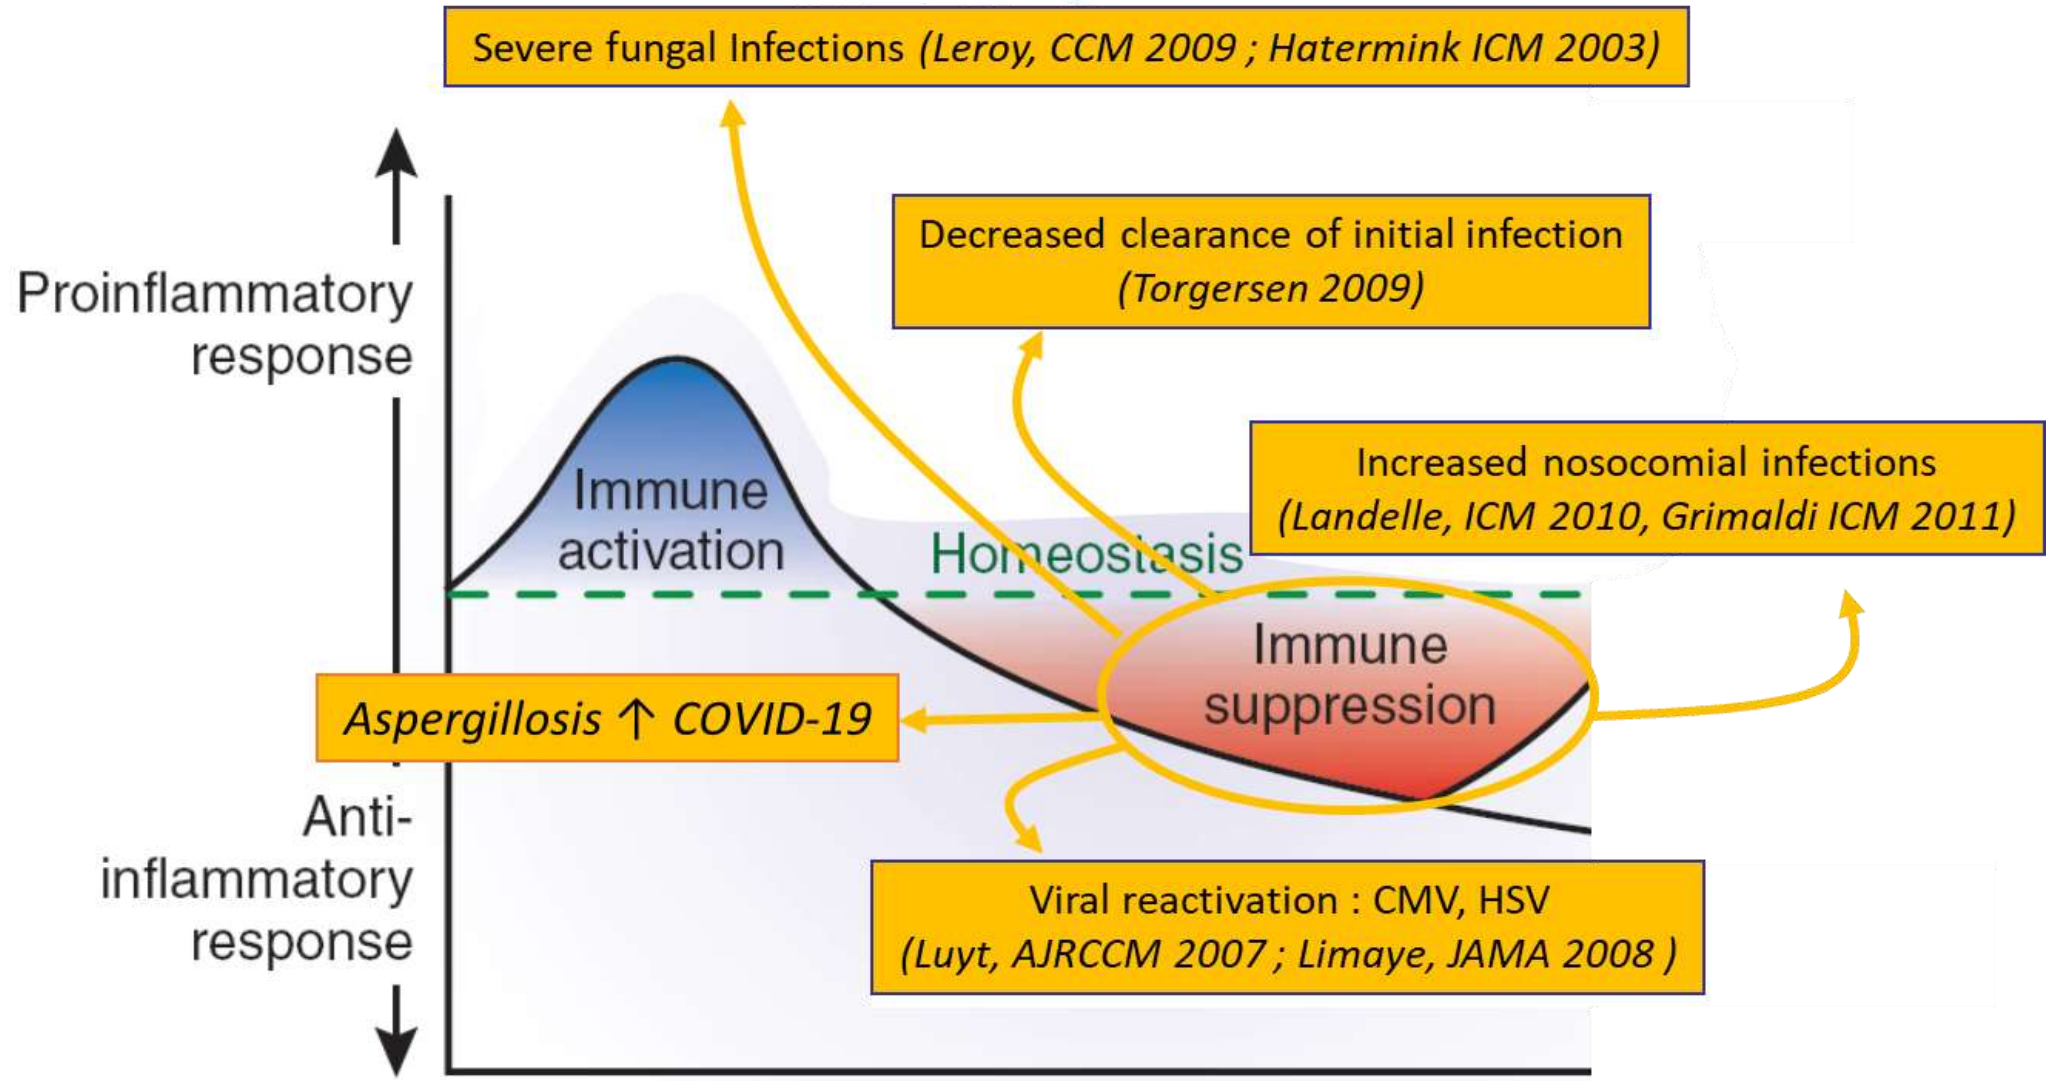 Severe fungal Infections (Leroy, CCM 2009 ; Hatermink ICM 2003)
Decreased clearance of initial infection
(Torgersen 2009)
Proinflammatory
response
Increased nosocomial infections
(Landelle, ICM 2010, Grimaldi ICM 2011)
Immune
activation
Homeostasis
Immune
suppression
Aspergillosis ↑ COVID-19
Anti-
inflammatory
response
Viral reactivation : CMV, HSV
(Luyt, AJRCCM 2007 ; Limaye, JAMA 2008 )